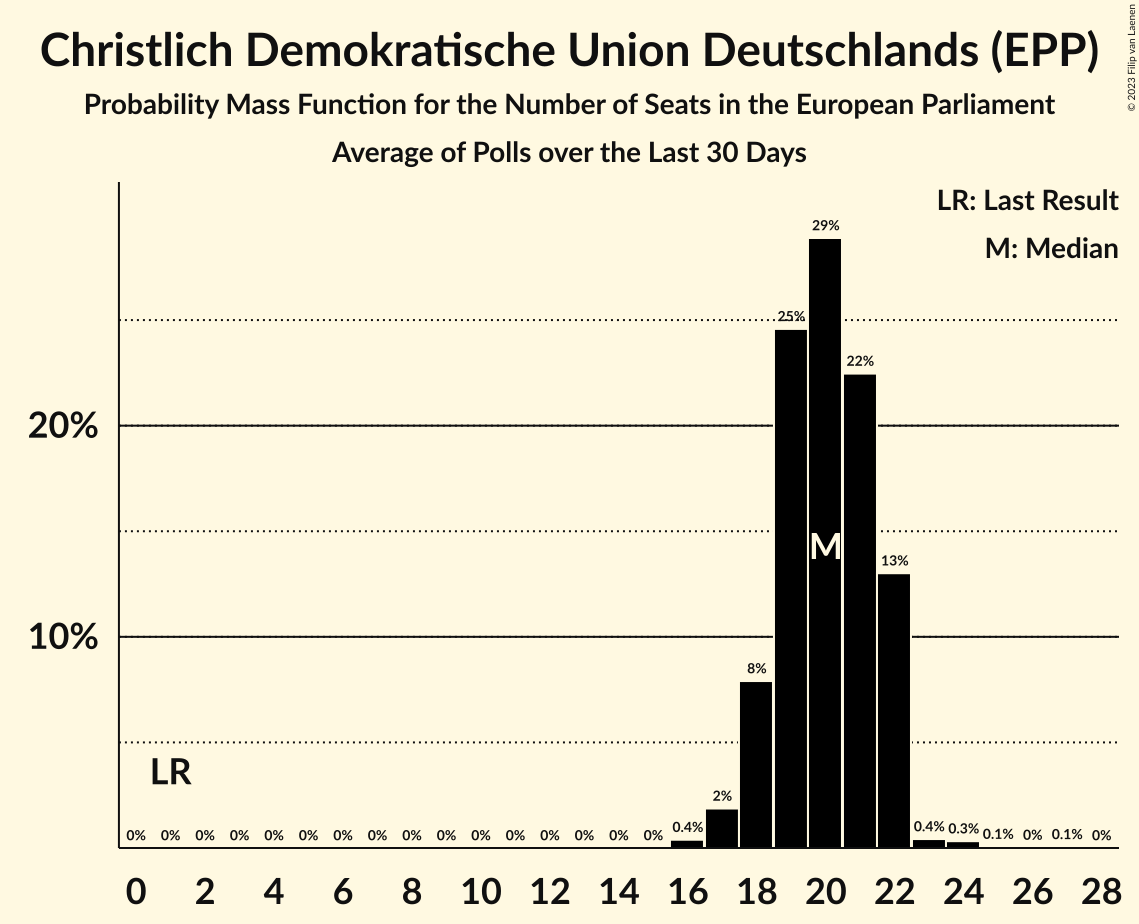 Christlich Demokratische Union Deutschlands (EPP)
Probability Mass Function for the Number of Seats in the European Parliament
Average of Polls over the Last 30 Days
© 2023 Filip van Laenen
LR: Last Result
M: Median
29%
25%
22%
20%
M
13%
10%
8%
LR
2%
0% 0% 0% 0% 0% 0% 0% 0% 0% 0% 0% 0% 0% 0% 0% 0% 0.4% 0.4% 0.3% 0.1% 0% 0.1% 0%
0 2 4 6 8 10 12 14 16 18 20 22 24 26 28